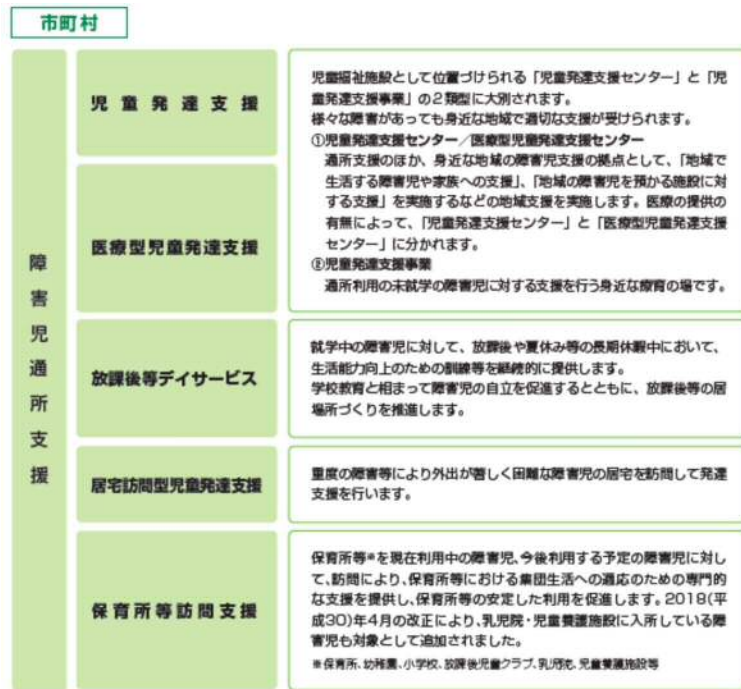 市町村
障害児通所支援
児童発達支援
児童福祉施設として位置づけられる「児童発達支援センター」と「児
童発達支援事業」の2類型に大別されます。
様々な障害があっても身近な地域で適切な支援が受けられます。
①児童発達支援センター／医療型児童発達支援センター
通所支援のほか、身近な地域の障害児支援の拠点として、「地域で
生活する障害児や家族への支援」、「地域の障害児を預かる施設に対
する支援」を実施するなどの地域支援を実施します。医療の提供の
有無によって、「児童発達支援センター」と「医療型児童発達支援
センター」に分かれます。
②児童発達支援事業
通所利用の未就学の障害児に対する支援を行う身近な療育の場です。
医療型児童発達支援
放課後等デイサービス
就学中の障害児に対して、放課後や夏休み等の長期休暇中において、
生活能力向上のための訓練等を継続的に提供します。
学校教育と相まって障害児の自立を促進するとともに、放課後等の居
場所づくりを推進します。
居宅訪問型児童発達支援
重度の障害等により外出が著しく困難な障害児の居宅を訪問して発達
支援を行います。
保育所等訪問支援
保育所等※を現在利用中の障害児、今後利用する予定の障害児に対し
て、訪問により、保育所等における集団生活への適応のための専門的
な支援を提供し、保育所等の安定した利用を促進します。2018(平
成30)年4月の改正により、乳児院・児童養護施設に入所している障
害児も対象として追加されました。
※保育所、幼稚園、小学校、放課後児童クラブ、乳児院、児童養護施設等